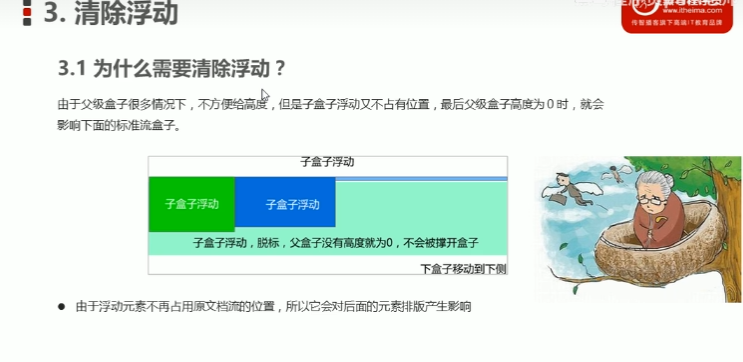 3. 清除浮动
www.itheima.com
传智播客旗下高端IT教育品牌
3.1 为什么需要清除浮动？
由于父级盒子很多情况下，不方便给高度，但是子盒子浮动又不占有位置，最后父级盒子高度为 0 时，就会
影响下面的标准流盒子。
子盒子浮动
子盒子浮动
子盒子浮动
子盒子浮动，脱标，父盒子没有高度就为0，不会被撑开盒子
下盒子移动到下侧
● 由于浮动元素不再占用原文档流的位置，所以它会对后面的元素排版产生影响